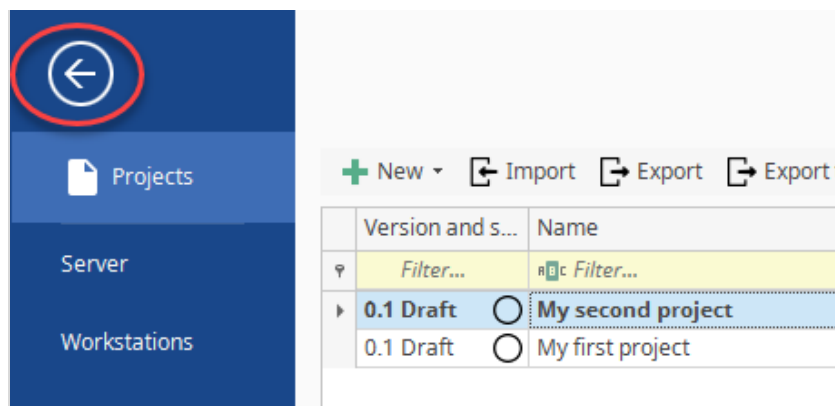 Projects
Server
Workstations
New Import Export Export
Version and s... Name
Filter... ABC Filter...
0.1 Draft My second project
0.1 Draft My first project